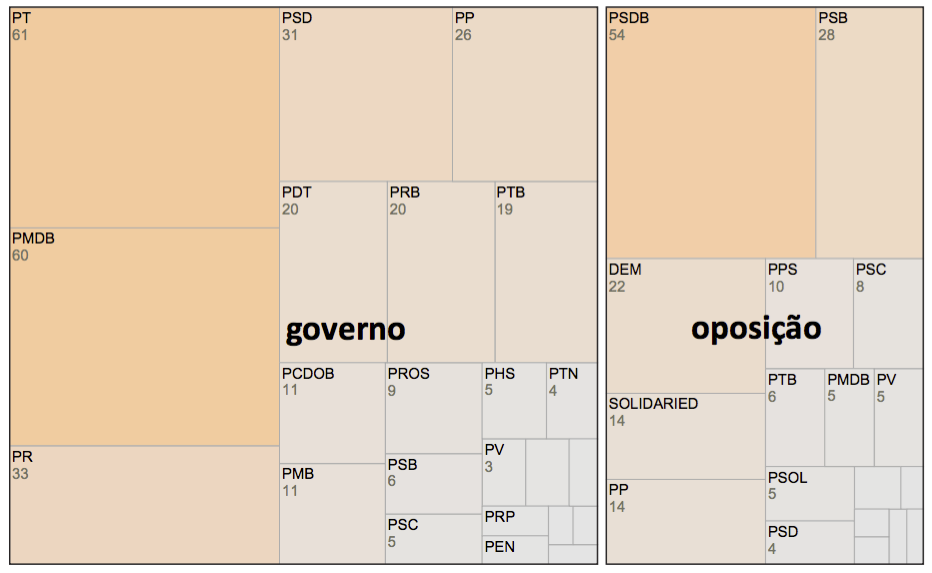 PT
61
PSD
31
PP
26
PMDB
60
PDT
20
PRB
20
PTB
19
governo
PR
33
PCDOB
11
PROS
9
PHS
5
PTN
4
PMB
11
PSB
6
PV
3
PSC
5
PRP
PEN
PSDB
54
PSB
28
DEM
22
PPS
10
PSC
8
oposição
SOLIDARIED
14
PTB
6
PMDB
5
PV
5
PP
14
PSOL
5
PSD
4